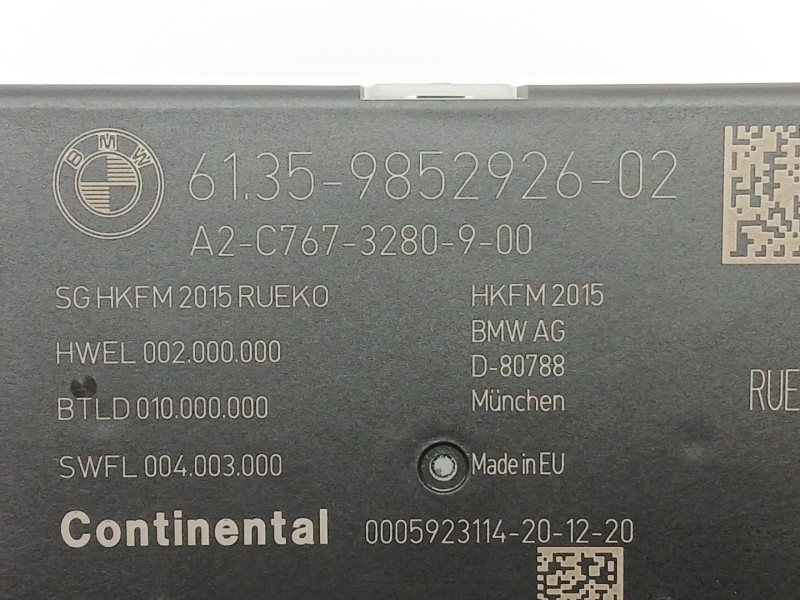 BMW
61.35-9852926-02
A2-C767-3280-9-00
SG HKFM 2015 RUEKO
HWEL 002.000.000
BTLD 010.000.000
SWFL 004.003.000
HKFM 2015
BMW AG
D-80788
München
Made in EU
RUE
Continental
0005923114-20-12-20